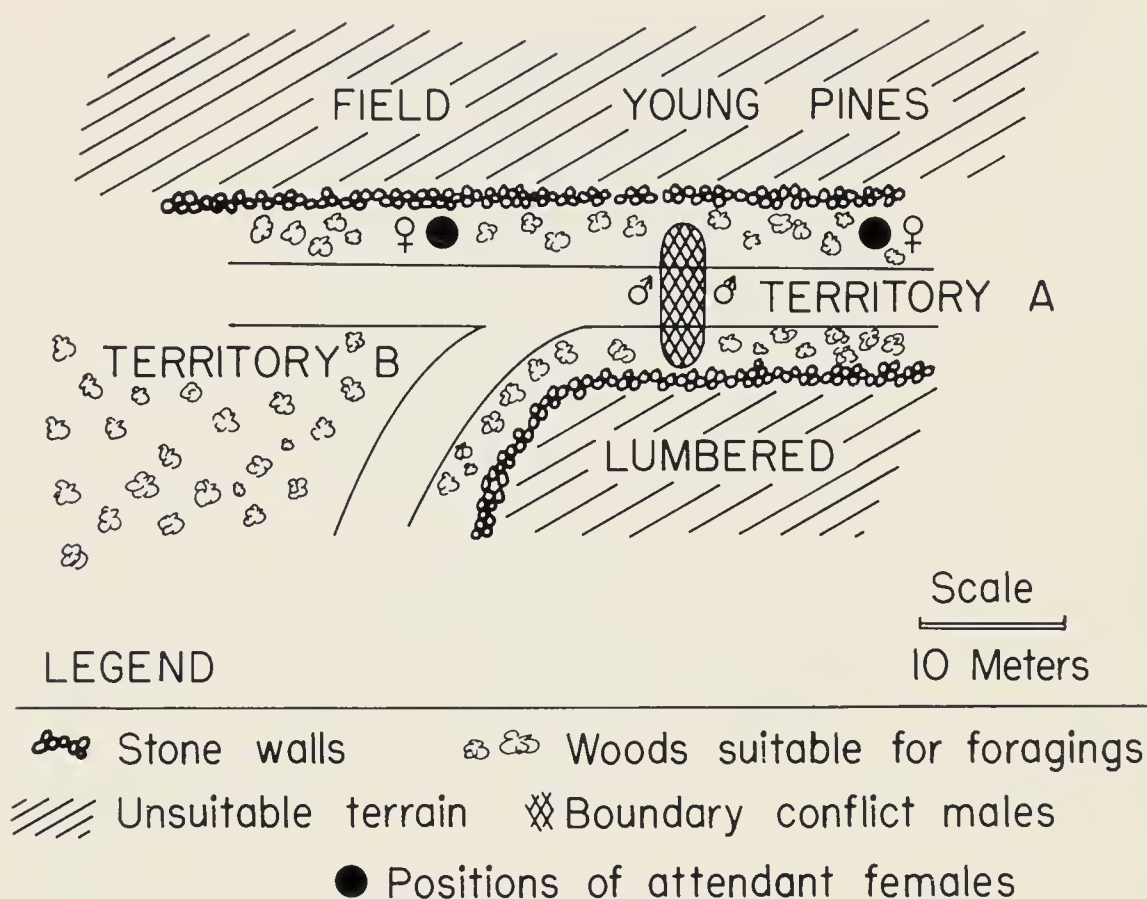 FIELD YOUNG PINES
♀ ♀
♂ ♂ TERRITORY A
TERRITORY B
LUMBERED
Scale
10 Meters
LEGEND
Stone walls Woods suitable for foragings
Unsuitable terrain Boundary conflict males
Positions of attendant females